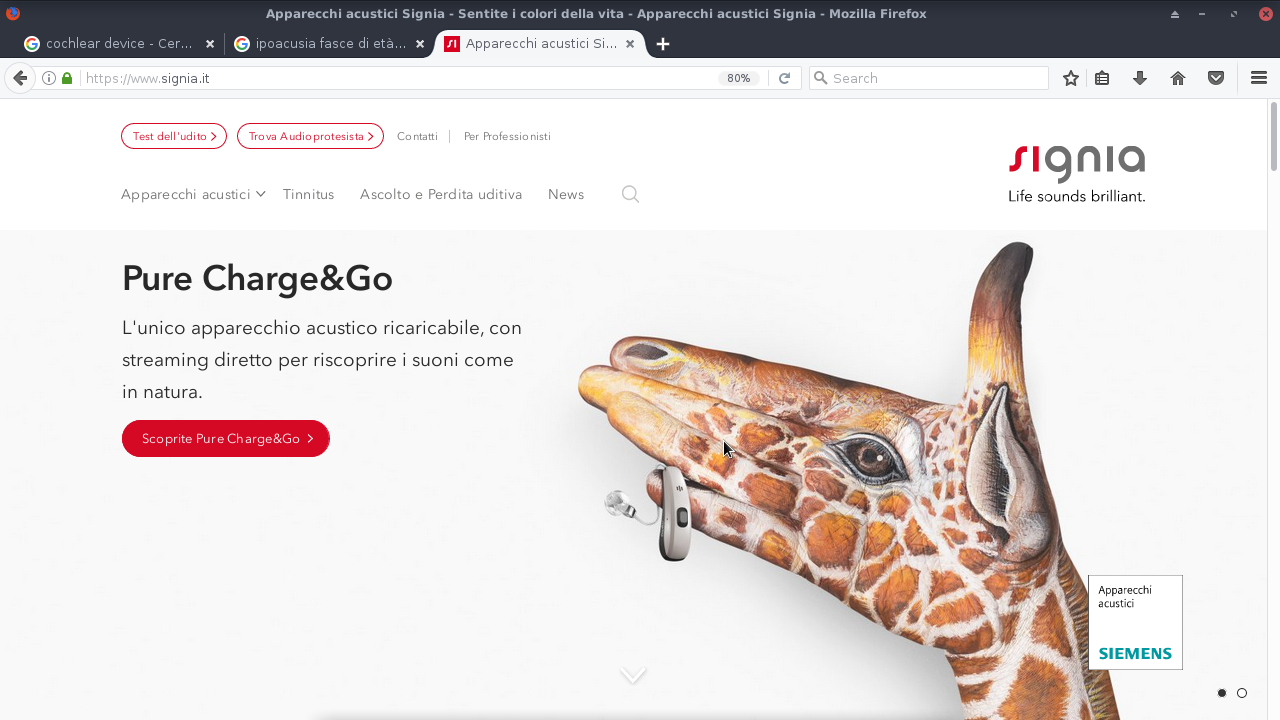 Apparecchi acustici Signia - Sentite i colori della vita - Apparecchi acustici Signia - Mozilla Firefox
cochlear device - Cer...
ipoacusia fasce di età...
Apparecchi acustici Si...
https://www.signia.it
80%
Search
Test dell'udito
Trova Audioprotesista
Contatti
Per Professionisti
signia
Life sounds brilliant.
Apparecchi acustici
Tinnitus
Ascolto e Perdita uditiva
News
Pure Charge&Go
L'unico apparecchio acustico ricaricabile, con
streaming diretto per riscoprire i suoni come
in natura.
Scoprite Pure Charge&Go
Apparecchi
acustici
SIEMENS